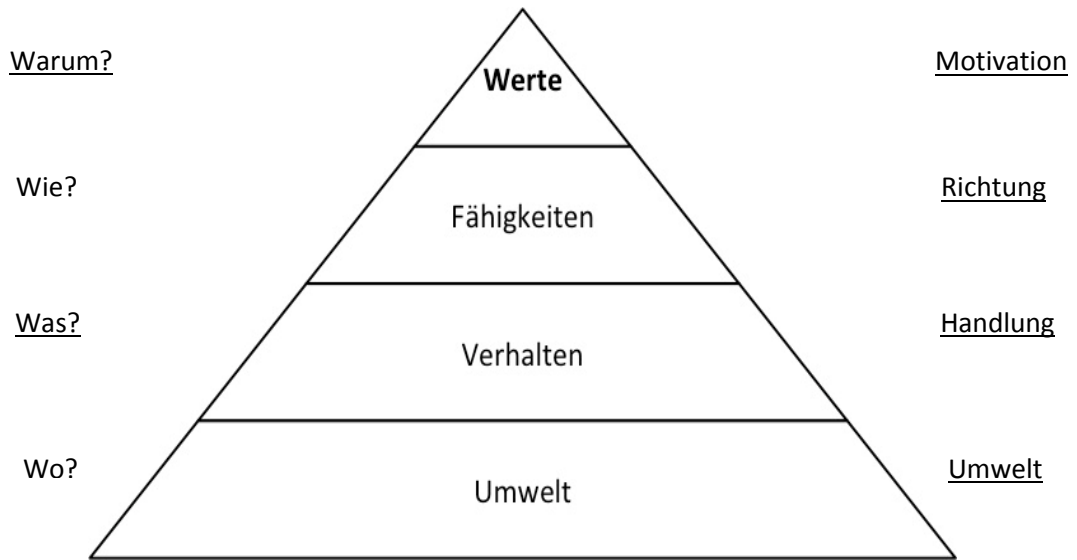 Warum?
Werte
Motivation
Wie?
Fähigkeiten
Richtung
Was?
Verhalten
Handlung
Wo?
Umwelt
Umwelt